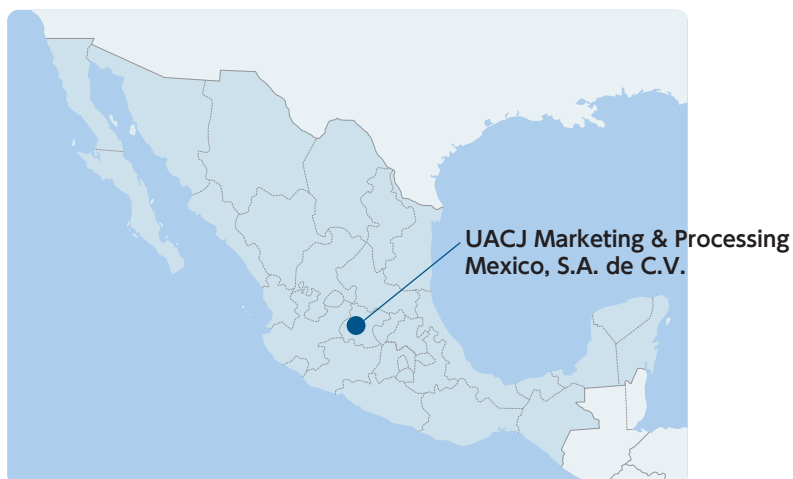 UACJ Marketing & Processing
Mexico, S.A. de C.V.